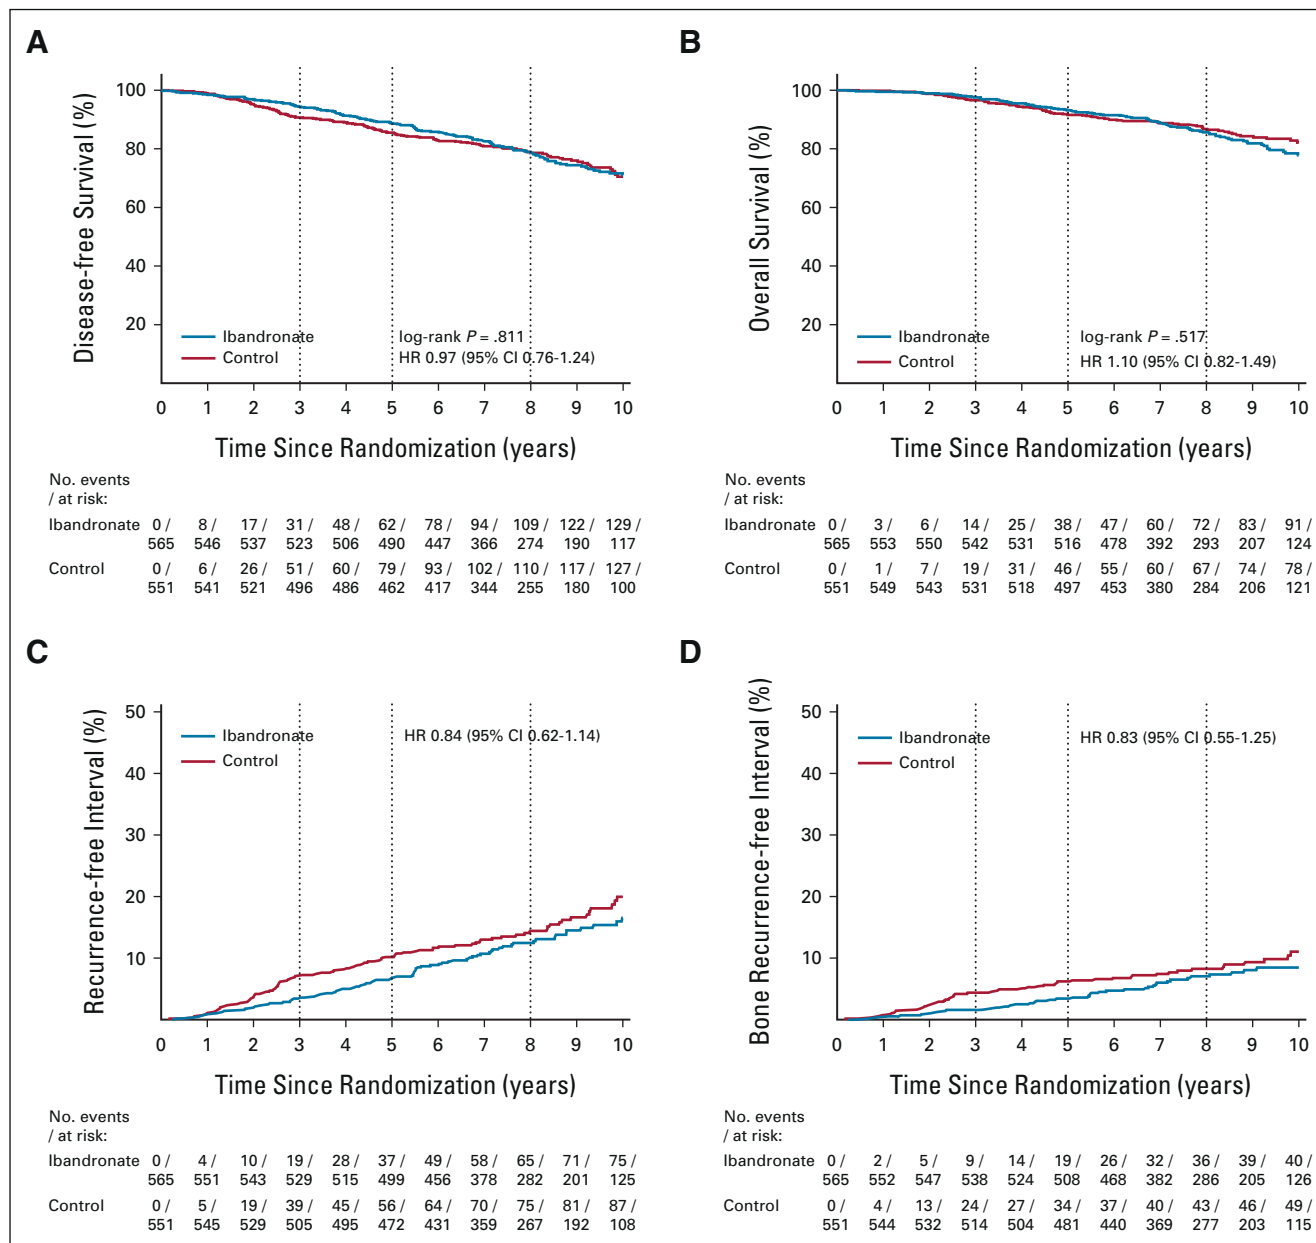 A
Disease-free Survival (%)
100
80
60
40
20
Ibandronate
Control
log-rank P = .811
HR 0.97 (95% CI 0.76-1.24)
0 1 2 3 4 5 6 7 8 9 10
Time Since Randomization (years)
No. events
/ at risk:
Ibandronate 0 / 8 / 17 / 31 / 48 / 62 / 78 / 94 / 109 / 122 / 129 /
565 546 537 523 506 490 447 366 274 190 117
Control 0 / 6 / 26 / 51 / 60 / 79 / 93 / 102 / 110 / 117 / 127 /
551 541 521 496 486 462 417 344 255 180 100
B
Overall Survival (%)
100
80
60
40
20
Ibandronate
Control
log-rank P = .517
HR 1.10 (95% CI 0.82-1.49)
0 1 2 3 4 5 6 7 8 9 10
Time Since Randomization (years)
No. events
/ at risk:
Ibandronate 0 / 3 / 6 / 14 / 25 / 38 / 47 / 60 / 72 / 83 / 91 /
565 553 550 542 531 516 478 392 293 207 124
Control 0 / 1 / 7 / 19 / 31 / 46 / 55 / 60 / 67 / 74 / 78 /
551 549 543 531 518 497 453 380 284 206 121
C
Recurrence-free Interval (%)
50
40
30
20
10
Ibandronate
Control
HR 0.84 (95% CI 0.62-1.14)
0 1 2 3 4 5 6 7 8 9 10
Time Since Randomization (years)
No. events
/ at risk:
Ibandronate 0 / 4 / 10 / 19 / 28 / 37 / 49 / 58 / 65 / 71 / 75 /
565 551 543 529 515 499 456 378 282 201 125
Control 0 / 5 / 19 / 39 / 45 / 56 / 64 / 70 / 75 / 81 / 87 /
551 545 529 505 495 472 431 359 267 192 108
D
Bone Recurrence-free Interval (%)
50
40
30
20
10
Ibandronate
Control
HR 0.83 (95% CI 0.55-1.25)
0 1 2 3 4 5 6 7 8 9 10
Time Since Randomization (years)
No. events
/ at risk:
Ibandronate 0 / 2 / 5 / 9 / 14 / 19 / 26 / 32 / 36 / 39 / 40 /
565 552 547 538 524 508 468 382 286 205 126
Control 0 / 4 / 13 / 24 / 27 / 34 / 37 / 40 / 43 / 46 / 49 /
551 544 532 514 504 481 440 369 277 203 115